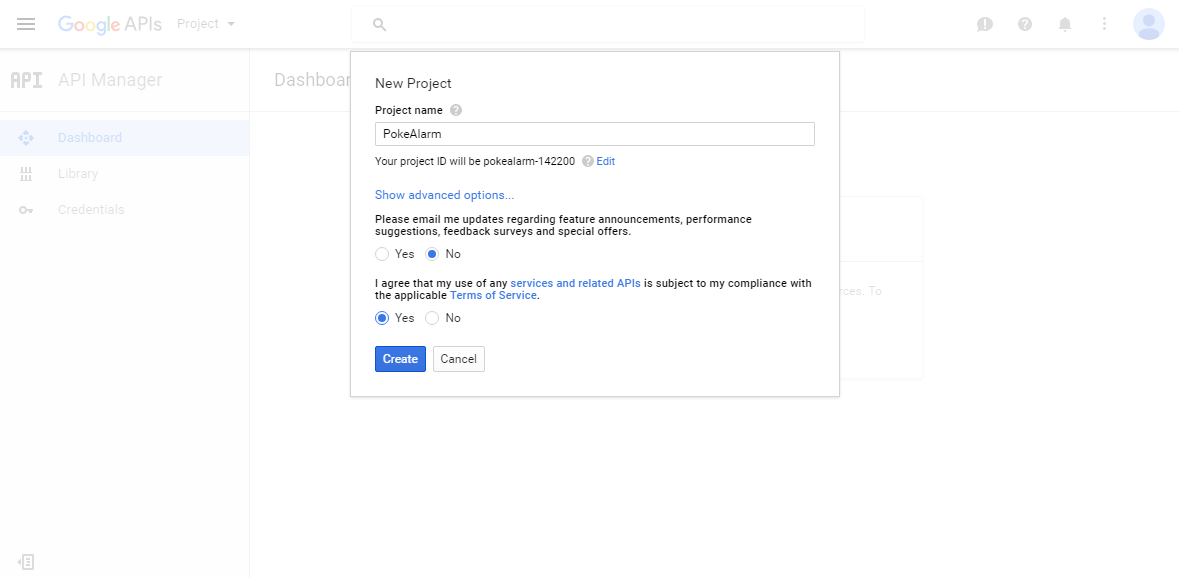 Google APIs Project
API API Manager
Dashboard
Library
Credentials
Dashboar
New Project
Project name
PokeAlarm
Your project ID will be pokealarm-142200 Edit
Show advanced options...
Please email me updates regarding feature announcements, performance
suggestions, feedback surveys and special offers.
Yes No
I agree that my use of any services and related APIs is subject to my compliance with
the applicable Terms of Service.
Yes No
Create Cancel
rces. To